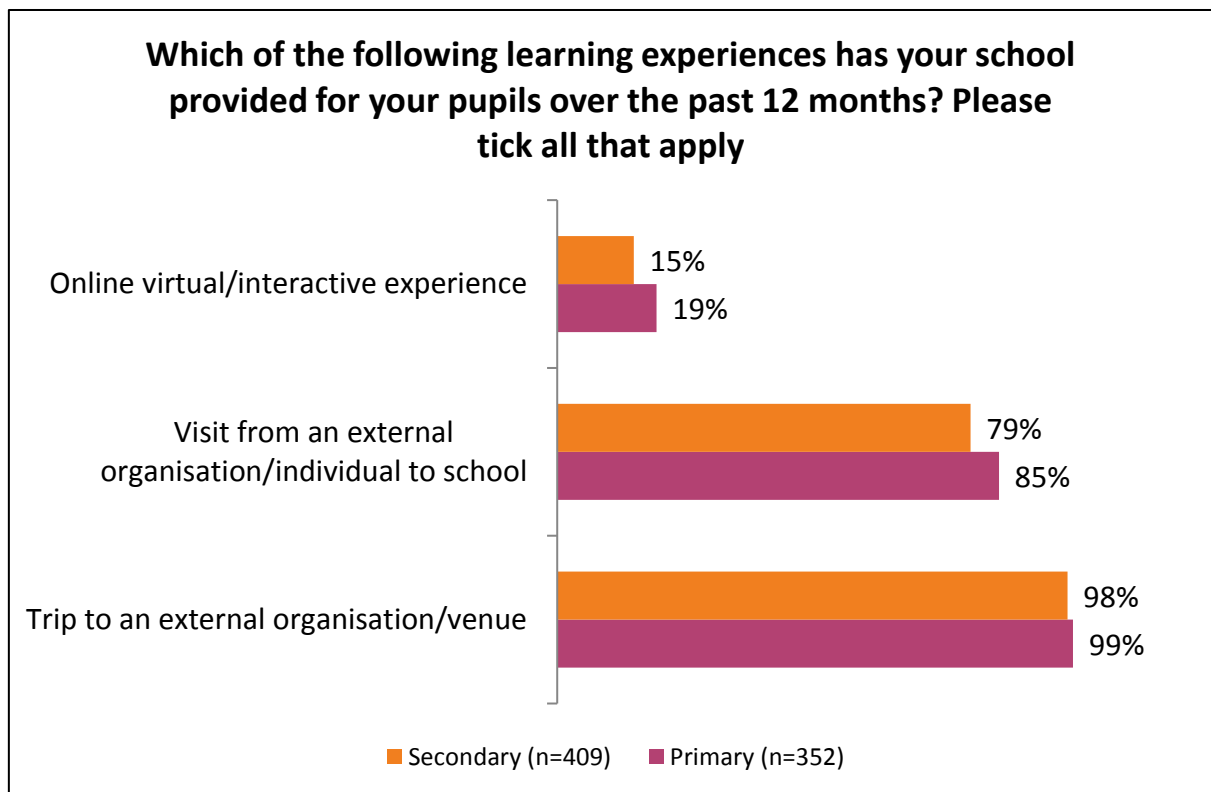 Which of the following learning experiences has your school
provided for your pupils over the past 12 months? Please
tick all that apply
Online virtual/interactive experience
15%
19%
Visit from an external
organisation/individual to school
79%
85%
Trip to an external organisation/venue
98%
99%
Secondary (n=409) Primary (n=352)